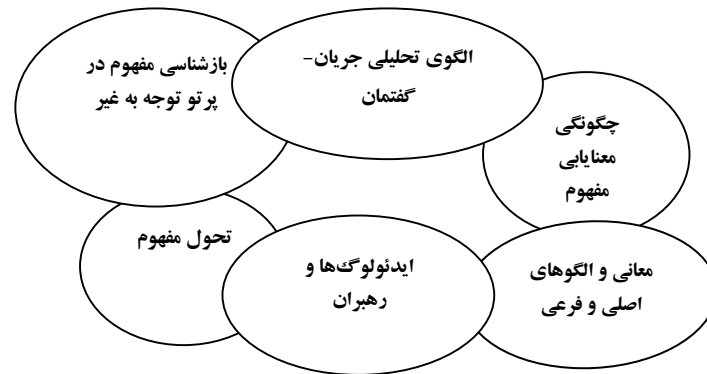 الگوی تحلیلی جریان-
گفتمان
بازشناسی مفهوم در
پرتو توجه به غیر
چگونگی
معنایابی
مفهوم
تحول مفهوم
ایدئولوگ‌ها و
رهبران
معانی و الگوهای
اصلی و فرعی